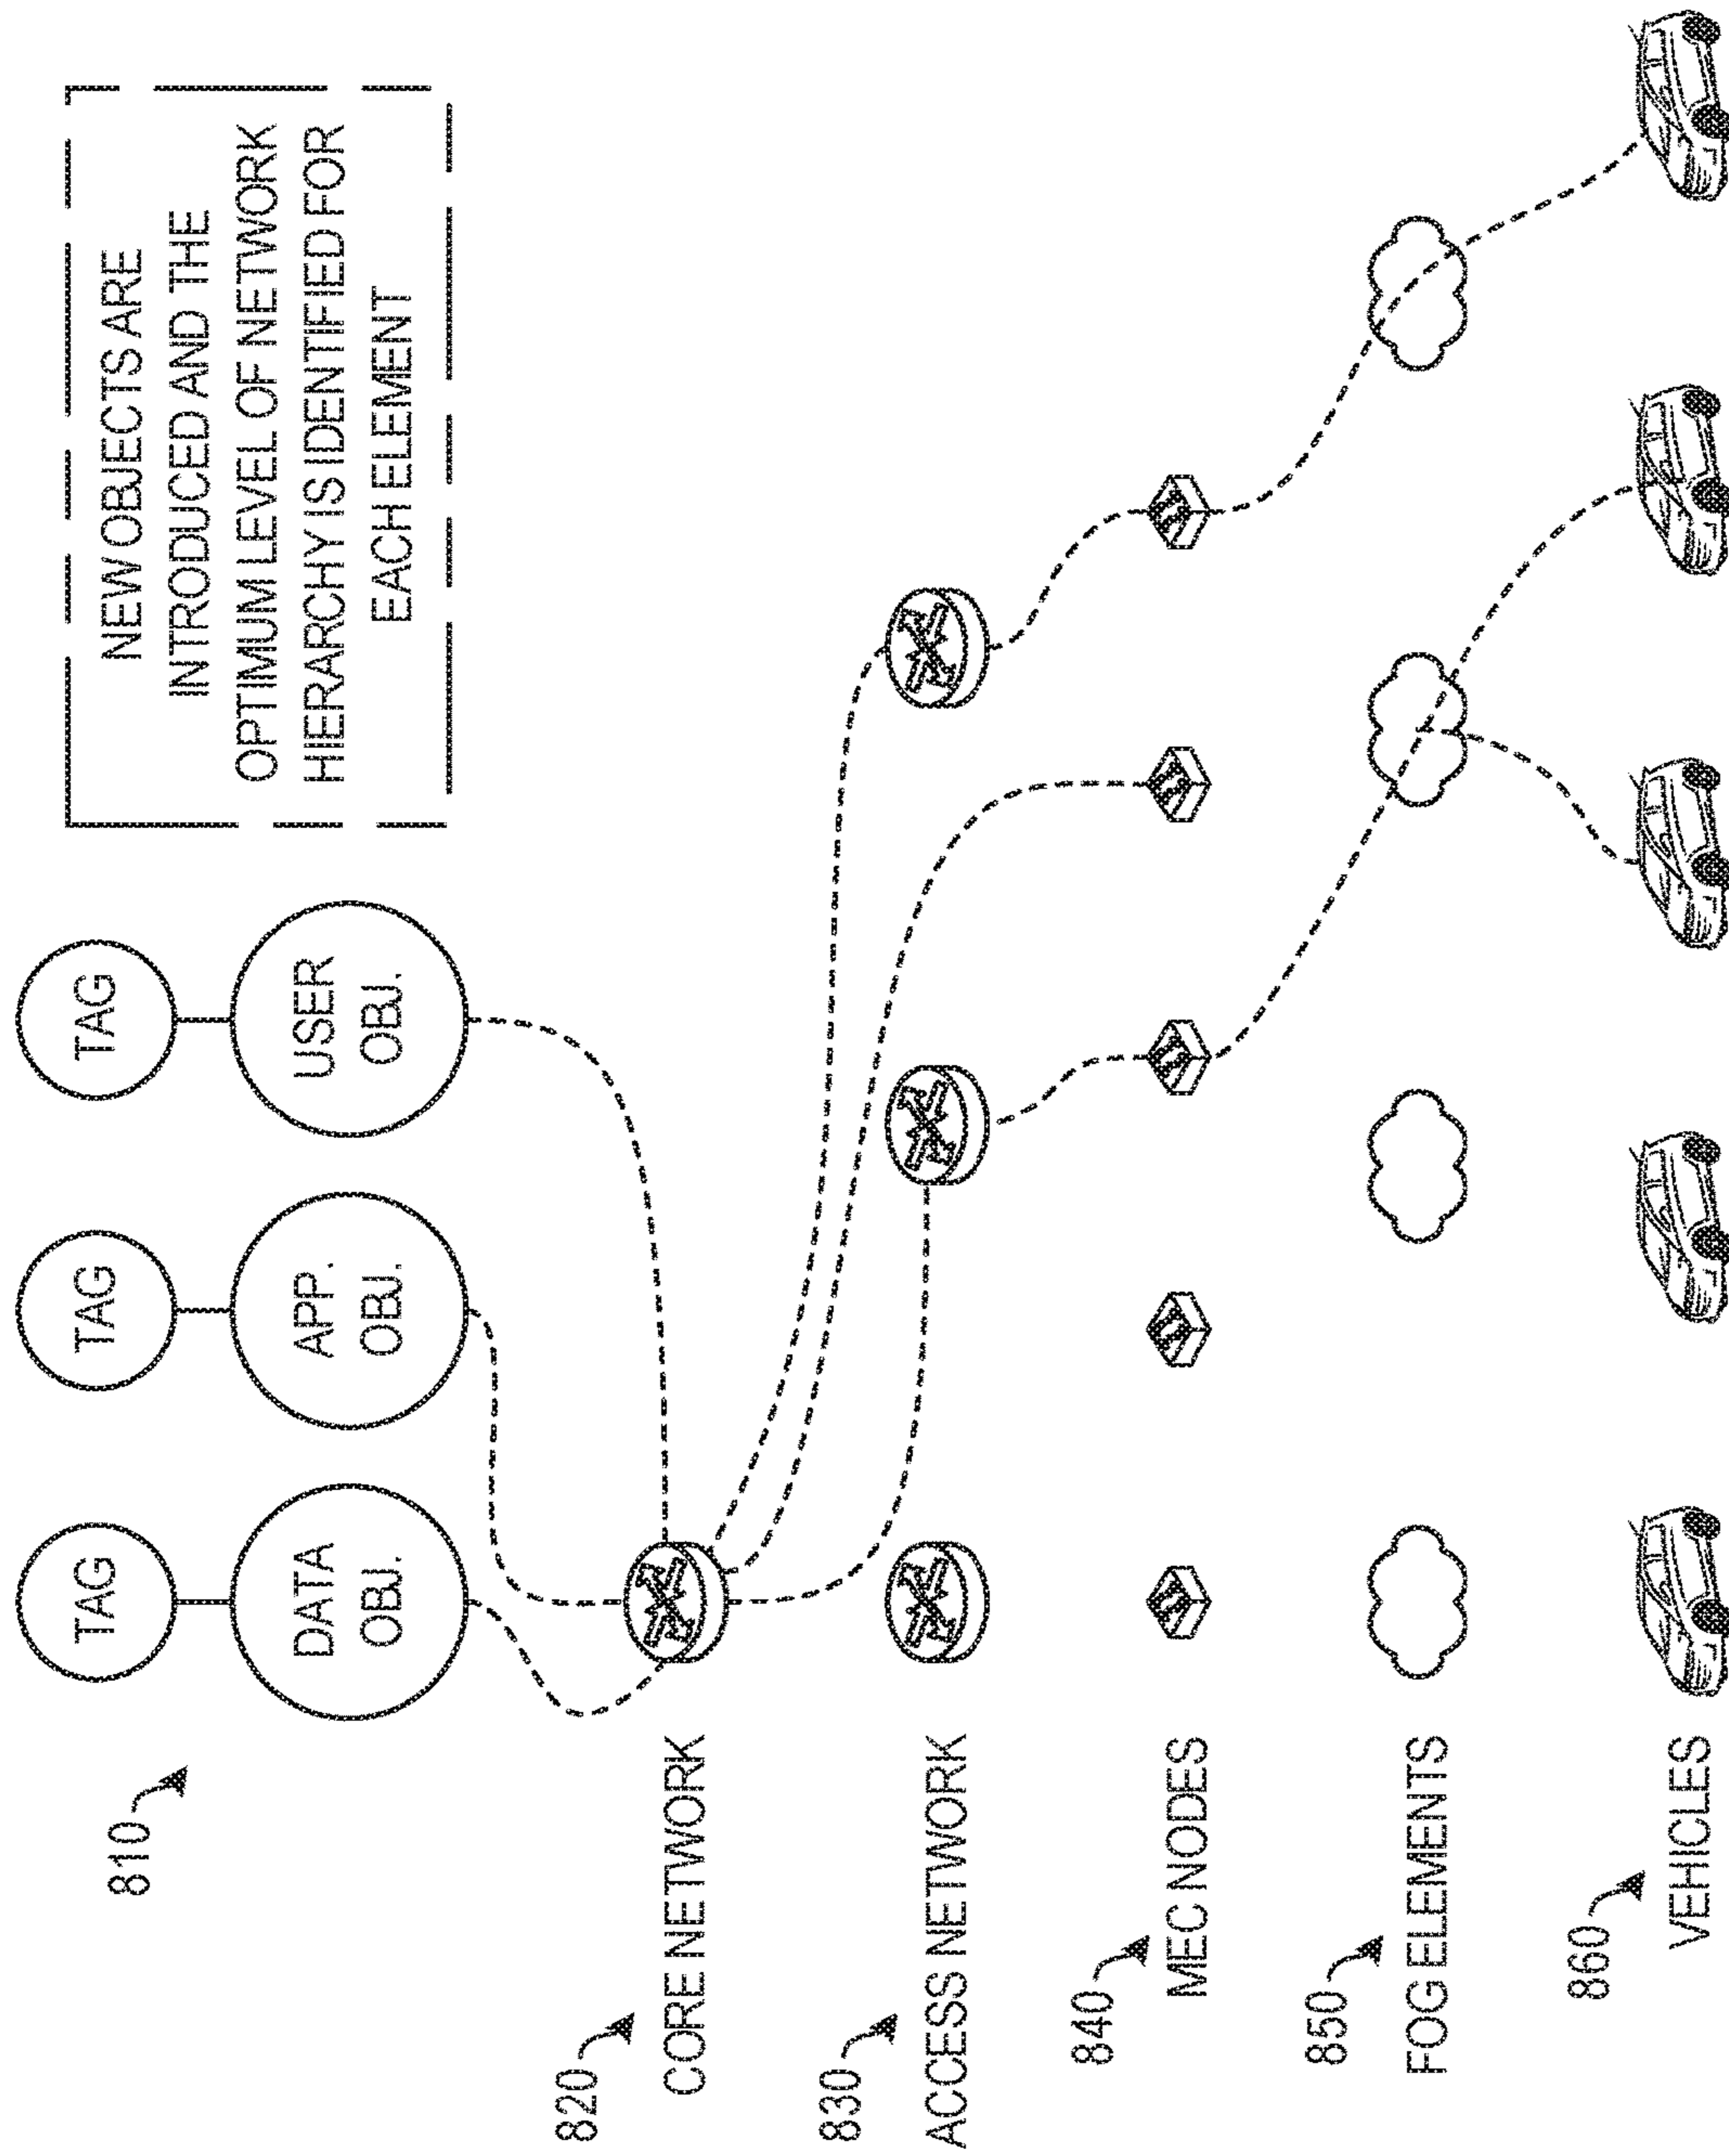 810
TAG
TAG
TAG
DATA
OBJ.
APP.
OBJ.
USER
OBJ.
NEW OBJECTS ARE
INTRODUCED AND THE
OPTIMUM LEVEL OF NETWORK
HIERARCHY IS IDENTIFIED FOR
EACH ELEMENT
820
CORE NETWORK
830
ACCESS NETWORK
840
MEC NODES
850
FOG ELEMENTS
860
VEHICLES